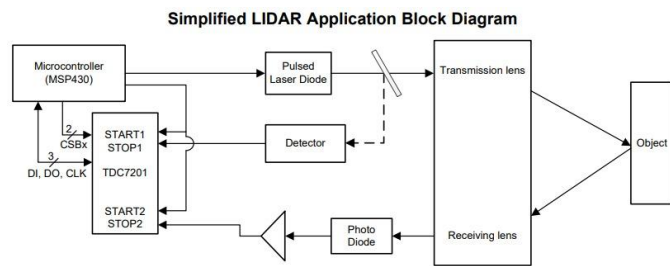 Simplified LIDAR Application Block Diagram
Microcontroller
(MSP430)
Pulsed
Laser Diode
Transmission lens
2
CSBx
3
DI, DO, CLK
START1
STOP1
TDC7201
START2
STOP2
Detector
Object
Photo
Diode
Receiving lens